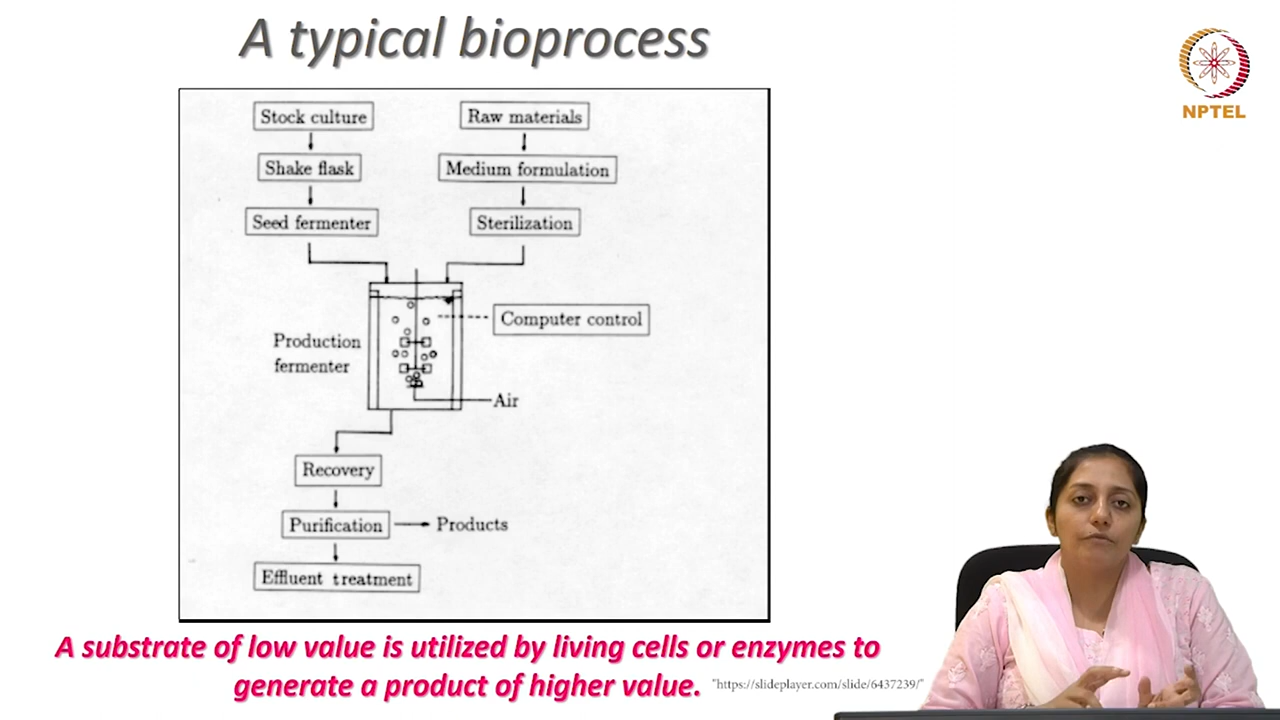 A typical bioprocess
NPTEL
Stock culture
Raw materials
Shake flask
Medium formulation
Seed fermenter
Sterilization
Computer control
Production
fermenter
Air
Recovery
Purification
Products
Effluent treatment
A substrate of low value is utilized by living cells or enzymes to
generate a product of higher value.
"https://slideplayer.com/slide/6437239/"